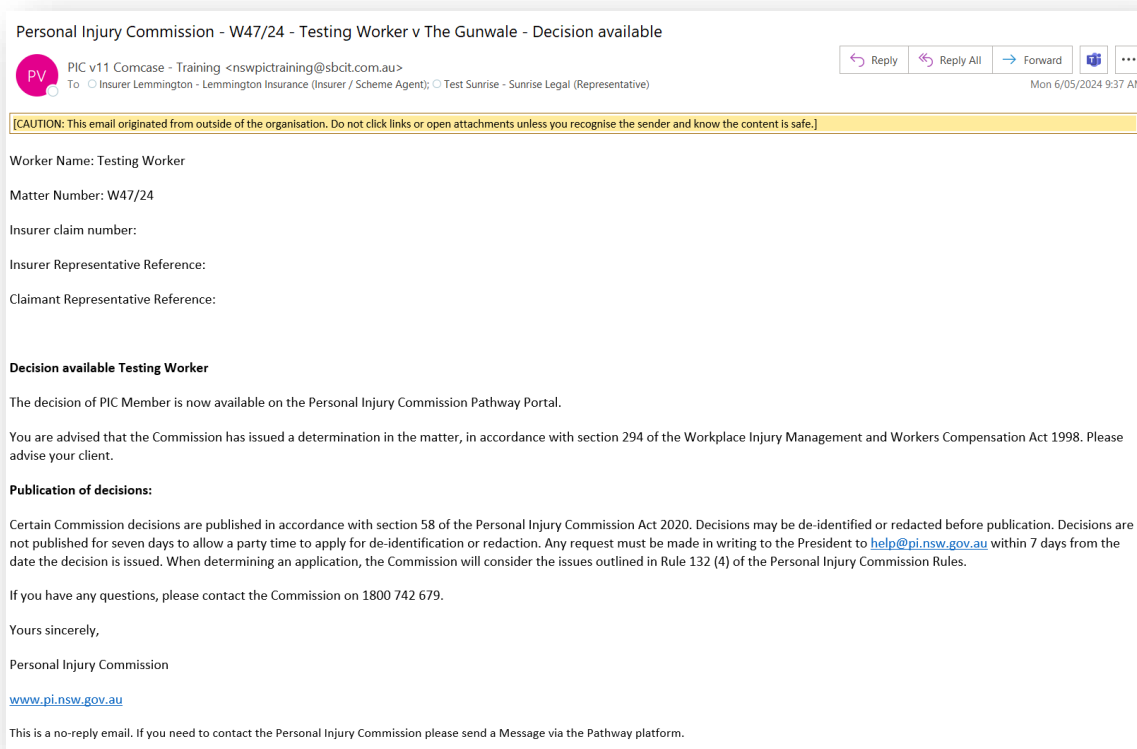 Personal Injury Commission - W47/24 - Testing Worker v The Gunwale - Decision available
PV
PIC v11 Comcase - Training <nswpictraining@sbcit.com.au>
To Insurer Lemmington - Lemmington Insurance (Insurer / Scheme Agent); Test Sunrise - Sunrise Legal (Representative)
Reply Reply All Forward
Mon 6/05/2024 9:37 AM
[CAUTION: This email originated from outside of the organisation. Do not click links or open attachments unless you recognise the sender and know the content is safe.]
Worker Name: Testing Worker
Matter Number: W47/24
Insurer claim number:
Insurer Representative Reference:
Claimant Representative Reference:
Decision available Testing Worker
The decision of PIC Member is now available on the Personal Injury Commission Pathway Portal.
You are advised that the Commission has issued a determination in the matter, in accordance with section 294 of the Workplace Injury Management and Workers Compensation Act 1998. Please
advise your client.
Publication of decisions:
Certain Commission decisions are published in accordance with section 58 of the Personal Injury Commission Act 2020. Decisions may be de-identified or redacted before publication. Decisions are
not published for seven days to allow a party time to apply for de-identification or redaction. Any request must be made in writing to the President to help@pi.nsw.gov.au within 7 days from the
date the decision is issued. When determining an application, the Commission will consider the issues outlined in Rule 132 (4) of the Personal Injury Commission Rules.
If you have any questions, please contact the Commission on 1800 742 679.
Yours sincerely,
Personal Injury Commission
www.pi.nsw.gov.au
This is a no-reply email. If you need to contact the Personal Injury Commission please send a Message via the Pathway platform.